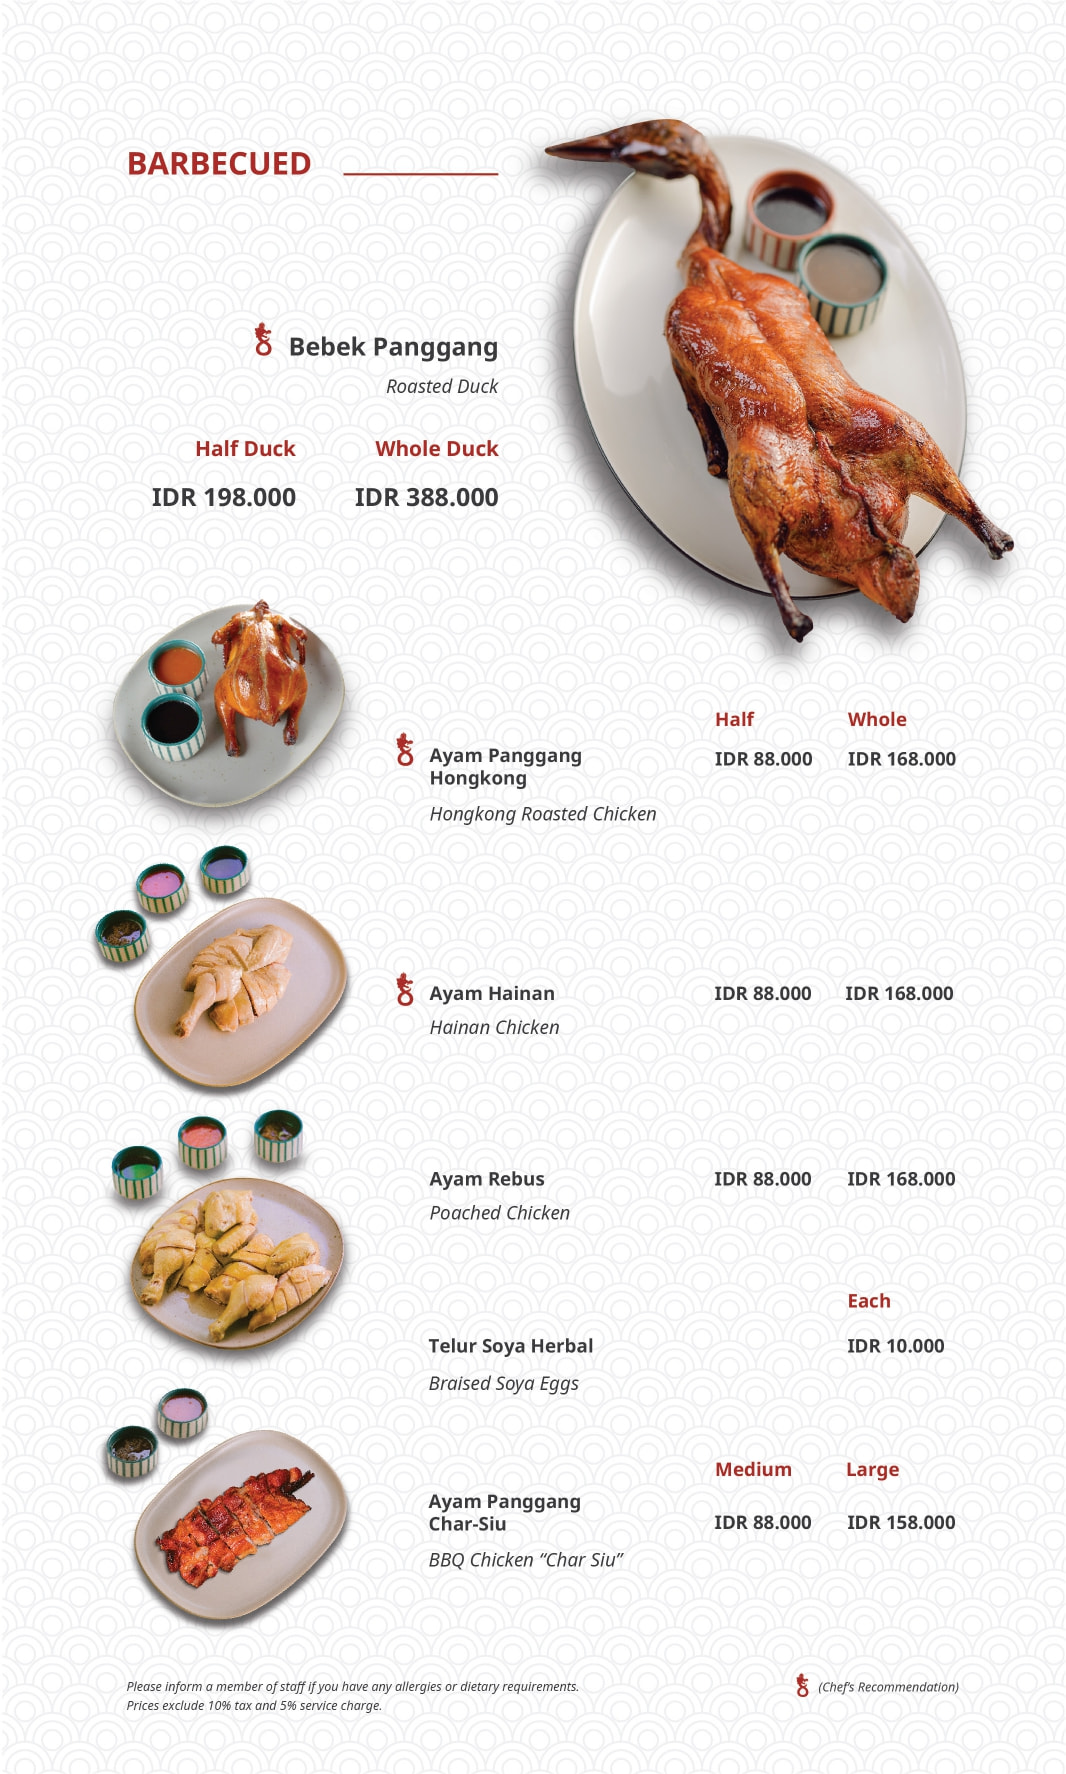 BARBECUED
Bebek Panggang
Roasted Duck
Half Duck Whole Duck
IDR 198.000 IDR 388.000
Half Whole
Ayam Panggang
Hongkong
IDR 88.000 IDR 168.000
Hongkong Roasted Chicken
Ayam Hainan IDR 88.000 IDR 168.000
Hainan Chicken
Ayam Rebus IDR 88.000 IDR 168.000
Poached Chicken
Each
Telur Soya Herbal IDR 10.000
Braised Soya Eggs
Medium Large
Ayam Panggang
Char-Siu
IDR 88.000 IDR 158.000
BBQ Chicken “Char Siu”
Please inform a member of staff if you have any allergies or dietary requirements.
Prices exclude 10% tax and 5% service charge.
(Chef's Recommendation)